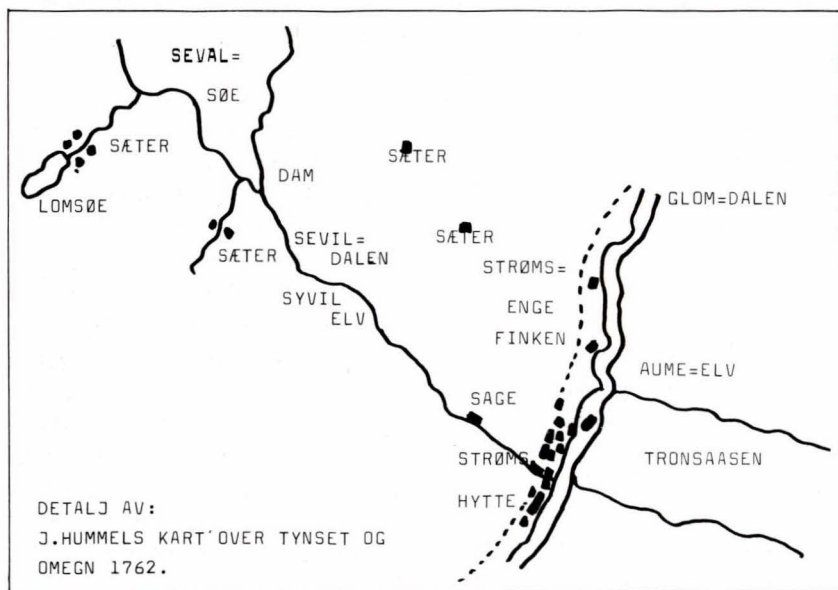 SEVAL=
SØE
SÆTER
SÆTER
LOMSØE
DAM
GLOM=DALEN
SÆTER
SÆTER
SEVIL=
DALEN
STRØMS=
ENGE
SYVIL
ELV
FINKEN
AUME=ELV
SAGE
STRØMS
HYTTE
TRONSAASEN
DETALJ AV:
J.HUMMELS KART OVER TYNSET OG
OMEGN 1762.